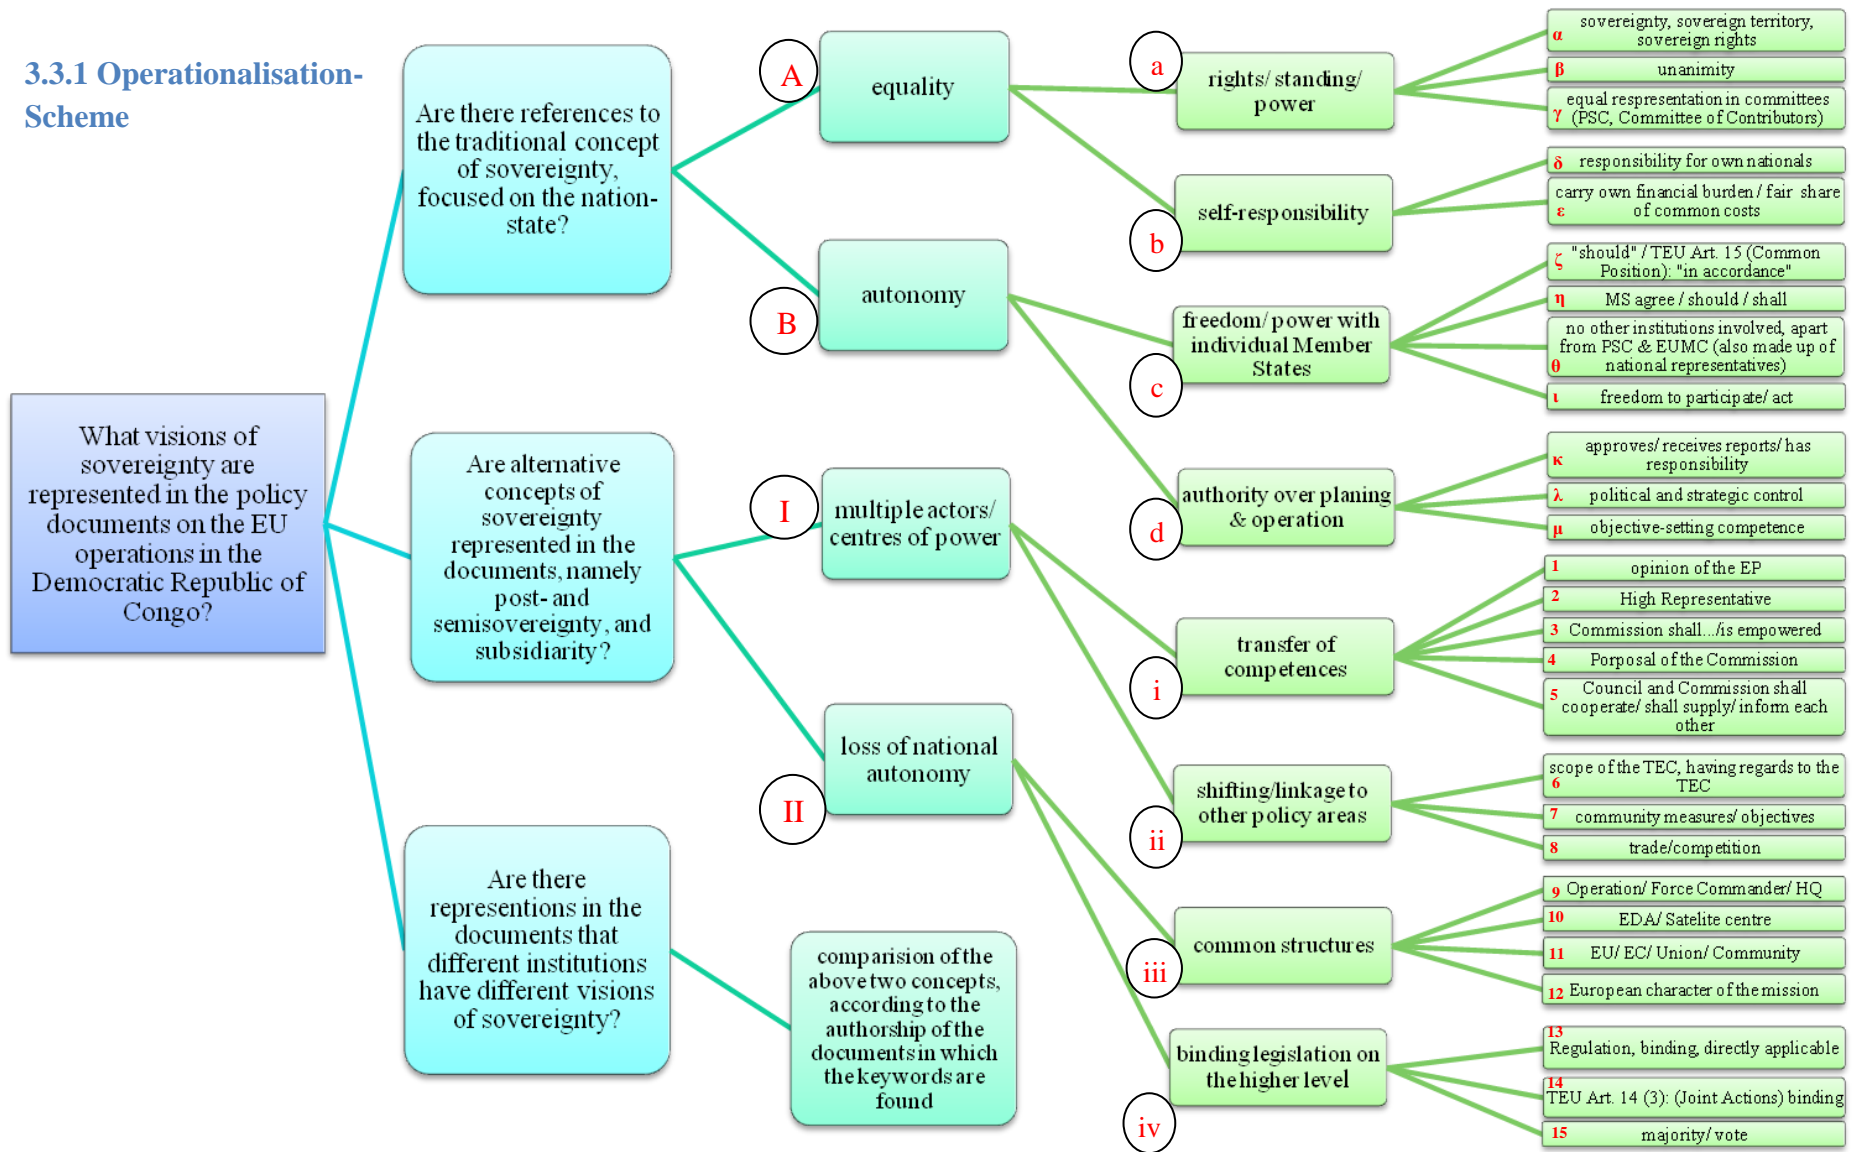 3.3.1 Operationalisation-
Scheme
What visions of
sovereignty are
represented in the policy
documents on the EU
operations in the
Democratic Republic of
Congo?
Are there references to
the traditional concept
of sovereignty,
focused on the nation-
state?
Are alternative
concepts of
sovereignty
represented in the
documents, namely
post- and
semisovereignty, and
subsidiarity?
Are there
representions in the
documents that
different institutions
have different visions
of sovereignty?
A
equality
B
autonomy
I
multiple actors/
centres of power
II
loss of national
autonomy
comparision of the
above two concepts,
according to the
authorship of the
documents in which
the keywords are
found
a
rights/ standing/
power
b
self-responsibility
c
freedom/ power with
individual Member
States
d
authority over planing
& operation
i
transfer of
competences
ii
shifting/linkage to
other policy areas
iii
common structures
iv
binding legislation on
the higher level
α
sovereignty, sovereign territory,
sovereign rights
β unanimity
γ
equal respresentation in committees
(PSC, Committee of Contributors)
δ responsibility for own nationals
ε
carry own financial burden / fair share
of common costs
ζ
"should" / TEU Art. 15 (Common
Position): "in accordance"
η MS agree / should / shall
θ
no other institutions involved, apart
from PSC & EUMC (also made up of
national representatives)
ι freedom to participate/ act
κ
approves/ receives reports/ has
responsibility
λ political and strategic control
μ objective-setting competence
1 opinion of the EP
2 High Representative
3 Commission shall.../is empowered
4 Porposal of the Commission
5 Council and Commission shall
cooperate/ shall supply/ inform each
other
6
scope of the TEC, having regards to the
TEC
7 community measures/ objectives
8 trade/competition
9 Operation/ Force Commander/ HQ
10 EDA/ Satelite centre
11 EU/ EC/ Union/ Community
12 European character of the mission
13
Regulation, binding, directly applicable
14
TEU Art. 14 (3): (Joint Actions) binding
15 majority/ vote